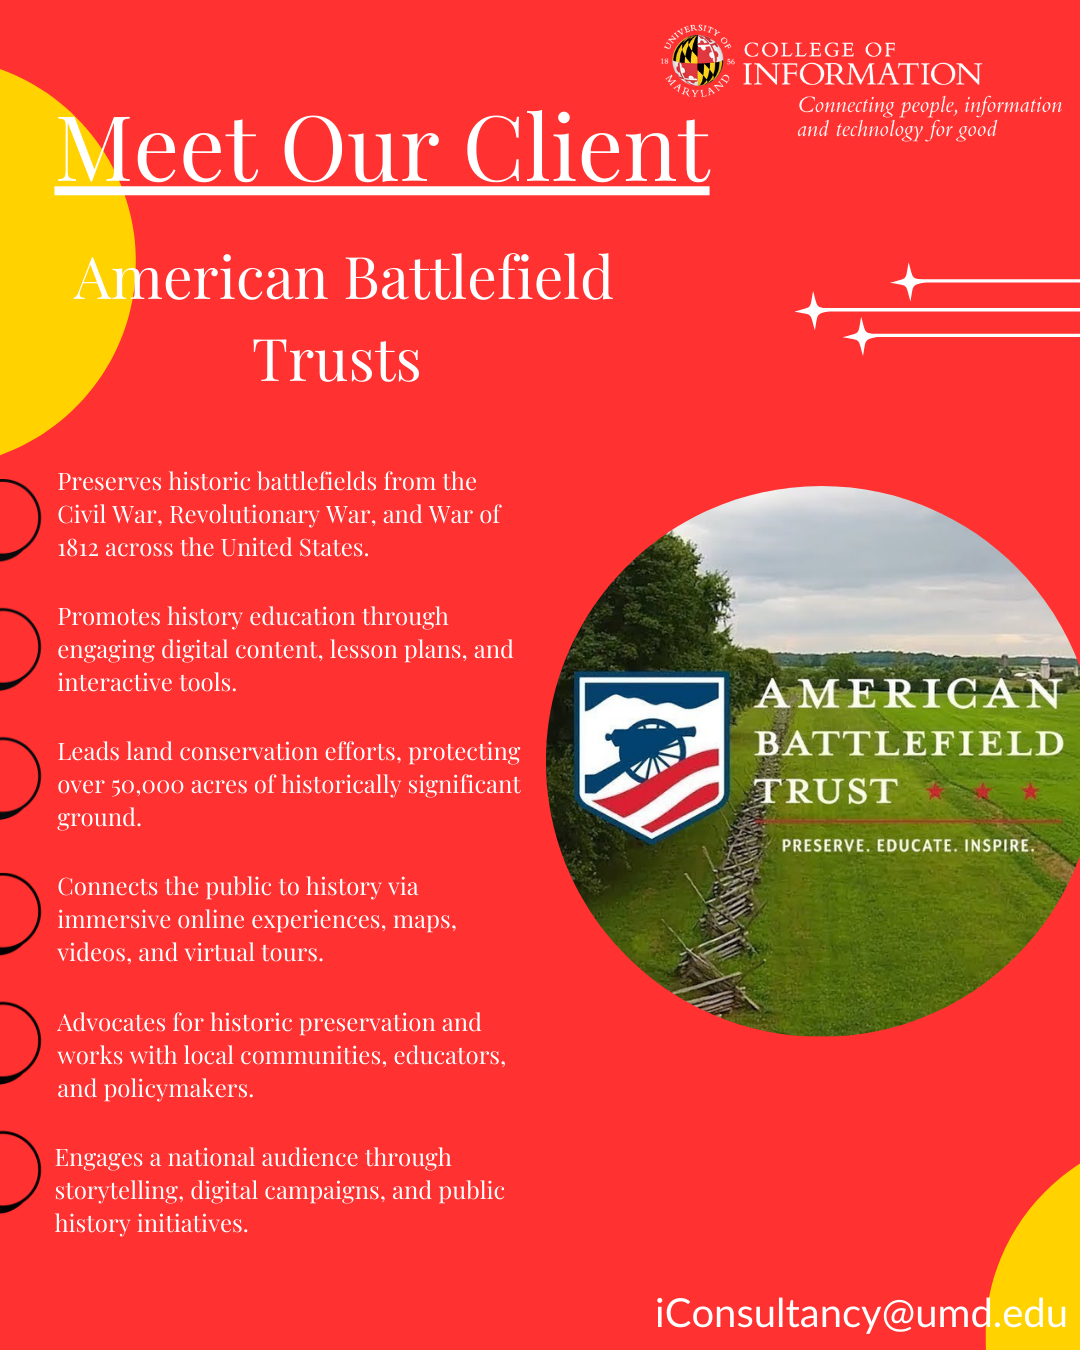 UNIVERSITY OF
18 56
MARYLAND
COLLEGE OF
INFORMATION
Connecting people, information
and technology for good
Meet Our Client
American Battlefield
Trusts
Preserves historic battlefields from the
Civil War, Revolutionary War, and War of
1812 across the United States.
Promotes history education through
engaging digital content, lesson plans, and
interactive tools.
Leads land conservation efforts, protecting
over 50,000 acres of historically significant
ground.
Connects the public to history via
immersive online experiences, maps,
videos, and virtual tours.
Advocates for historic preservation and
works with local communities, educators,
and policymakers.
Engages a national audience through
storytelling, digital campaigns, and public
history initiatives.
AMERICAN
BATTLEFIELD
TRUST
PRESERVE. EDUCATE. INSPIRE.
iConsultancy@umd.edu